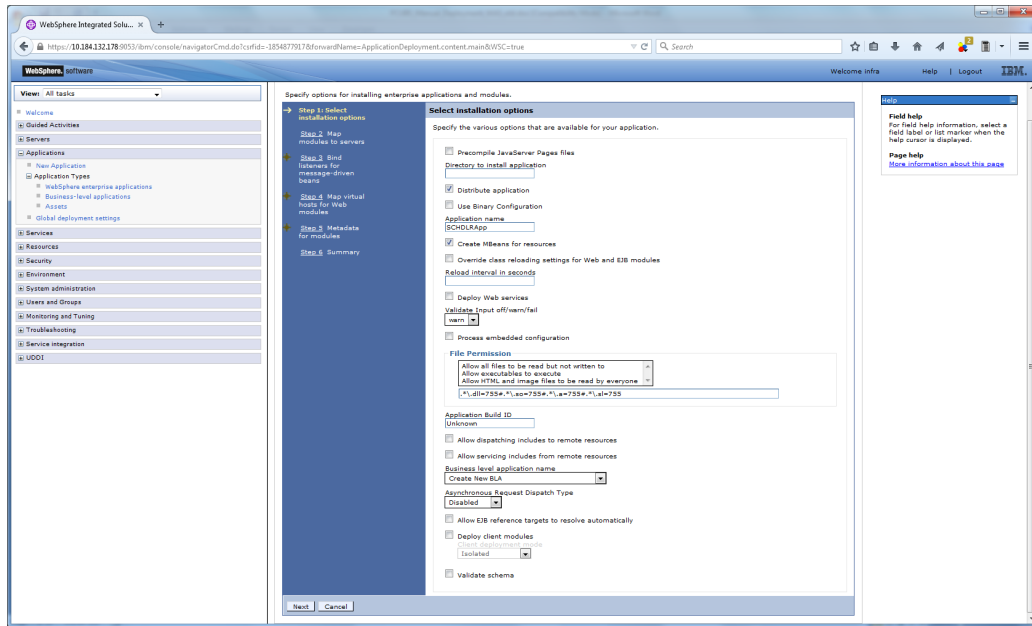 WebSphere Integrated Solu... × +
https://10.184.132.178:9053/ibm/console/navigatorCmd.do?csrfid=-1854877917&forwardName=ApplicationDeployment.content.main&WSC=true
Search
2
WebSphere. software
Welcome infra
Help | Logout
IBM.
View: All tasks
Welcome
Guided Activities
Servers
Applications
New Application
Application Types
WebSphere enterprise applications
Business-level applications
Assets
Global deployment settings
Services
Resources
Security
Environment
System administration
Users and Groups
Monitoring and Tuning
Troubleshooting
Service integration
UDDI
Specify options for installing enterprise applications and modules.
Step 1: Select
installation options
Step 2 Map
modules to servers
Step 3 Bind
listeners for
message-driven
beans
Step 4 Map virtual
hosts for Web
modules
Step 5 Metadata
for modules
Step 6 Summary
Select installation options
Specify the various options that are available for your application.
Precompile JavaServer Pages files
Directory to install application
Distribute application
Use Binary Configuration
Application name
SCHDLRApp
Create MBeans for resources
Override class reloading settings for Web and EJB modules
Reload interval in seconds
Deploy Web services
Validate Input off/warn/fail
warn
Process embedded configuration
File Permission
Allow all files to be read but not written to
Allow executables to execute
Allow HTML and image files to be read by everyone
.*\.dll=755#.*\.so=755#.*\.a=755#.*\.sl=755
Application Build ID
Unknown
Allow dispatching includes to remote resources
Allow servicing includes from remote resources
Business level application name
Create New BLA
Asynchronous Request Dispatch Type
Disabled
Allow EJB reference targets to resolve automatically
Deploy client modules
Client deployment mode
Isolated
Validate schema
Next
Cancel
Help
Field help
For field help information, select a
field label or list marker when the
help cursor is displayed.
Page help
More information about this page